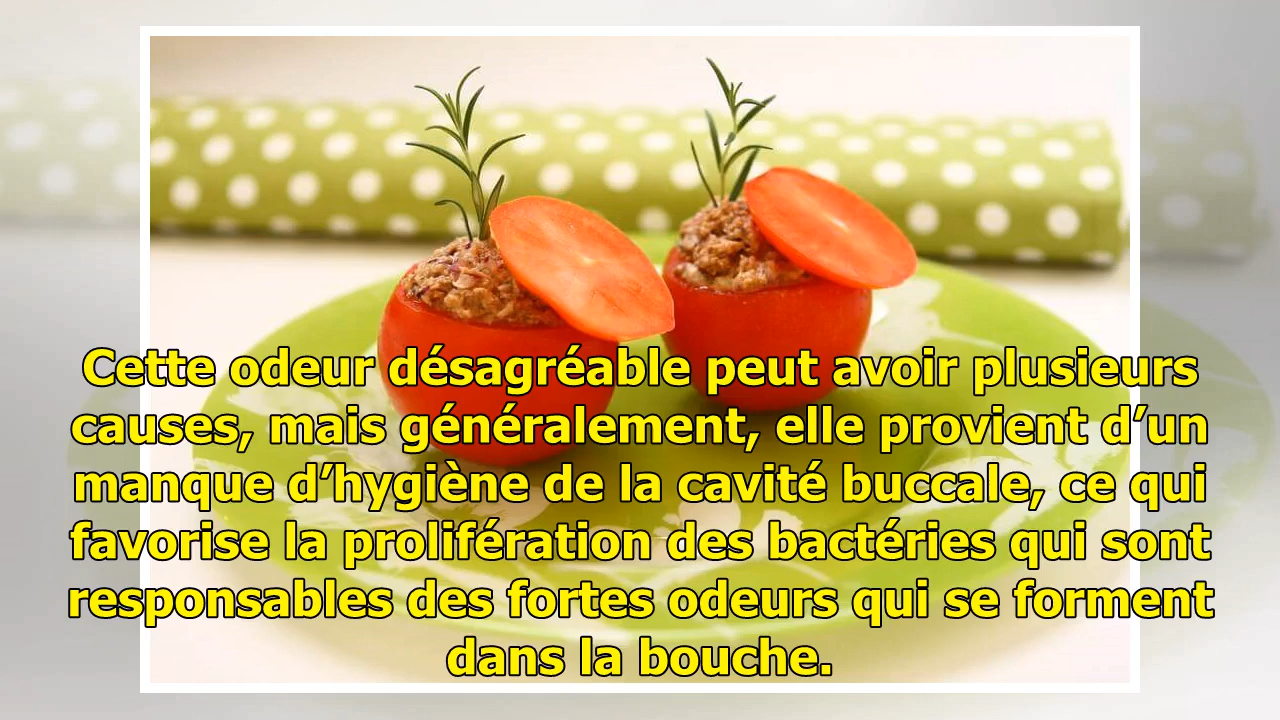 Cette odeur désagréable peut avoir plusieurs
causes, mais généralement, elle provient d’un
manque d’hygiène de la cavité buccale, ce qui
favorise la prolifération des bactéries qui sont
responsables des fortes odeurs qui se forment
dans la bouche.